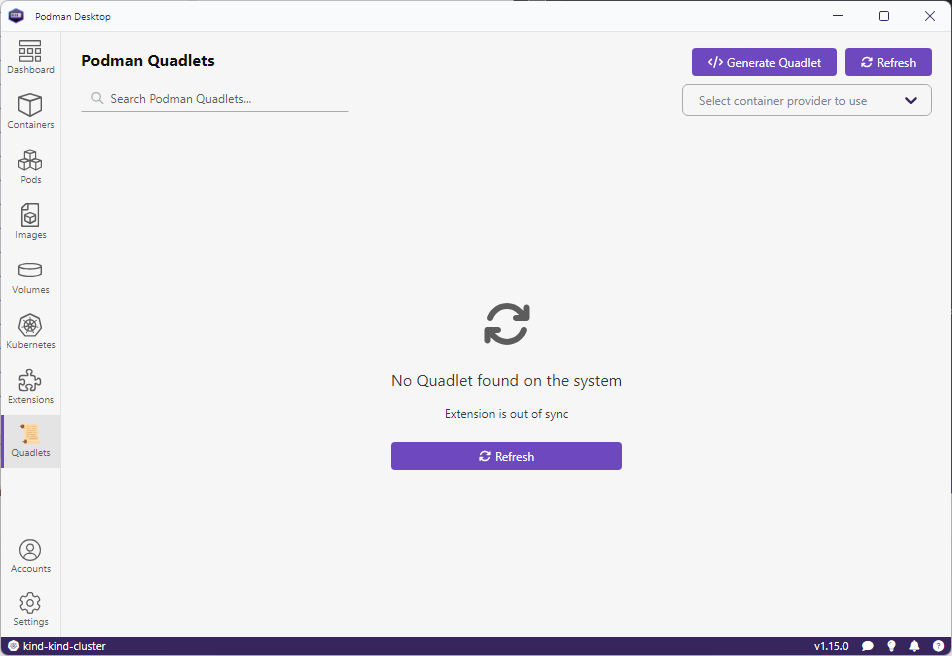 Podman Desktop
Dashboard
Containers
Pods
Images
Volumes
Kubernetes
Extensions
Quadlets
Accounts
Settings
Podman Quadlets
</> Generate Quadlet
Refresh
Search Podman Quadlets...
Select container provider to use
No Quadlet found on the system
Extension is out of sync
Refresh
kind-kind-cluster
v1.15.0